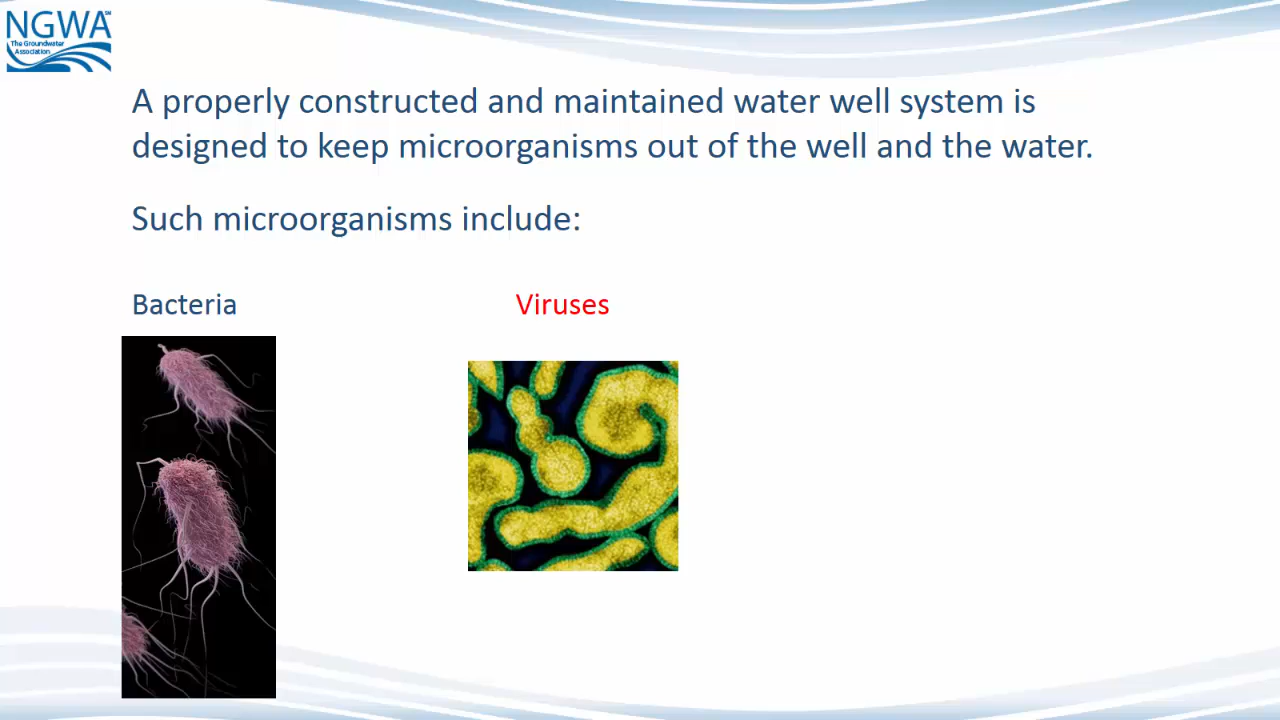 NGWA℠
The Groundwater
Association
A properly constructed and maintained water well system is
designed to keep microorganisms out of the well and the water.
Such microorganisms include:
Bacteria
Viruses